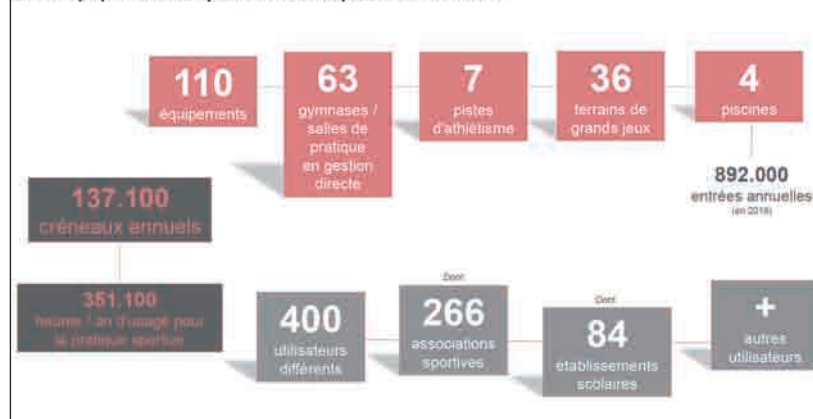 110
équipements
63
gymnases /
salles de
pratique
en gestion
directe
7
pistes
d'athlétisme
36
terrains de
grands jeux
4
piscines
892.000
entrées annuelles
137.100
créneaux annuels
351.100
heures / an d'usage pour
la pratique sportive
400
utilisateurs
différents
Dont
266
associations
sportives
Dont
84
établissements
scolaires
+
autres
utilisateurs